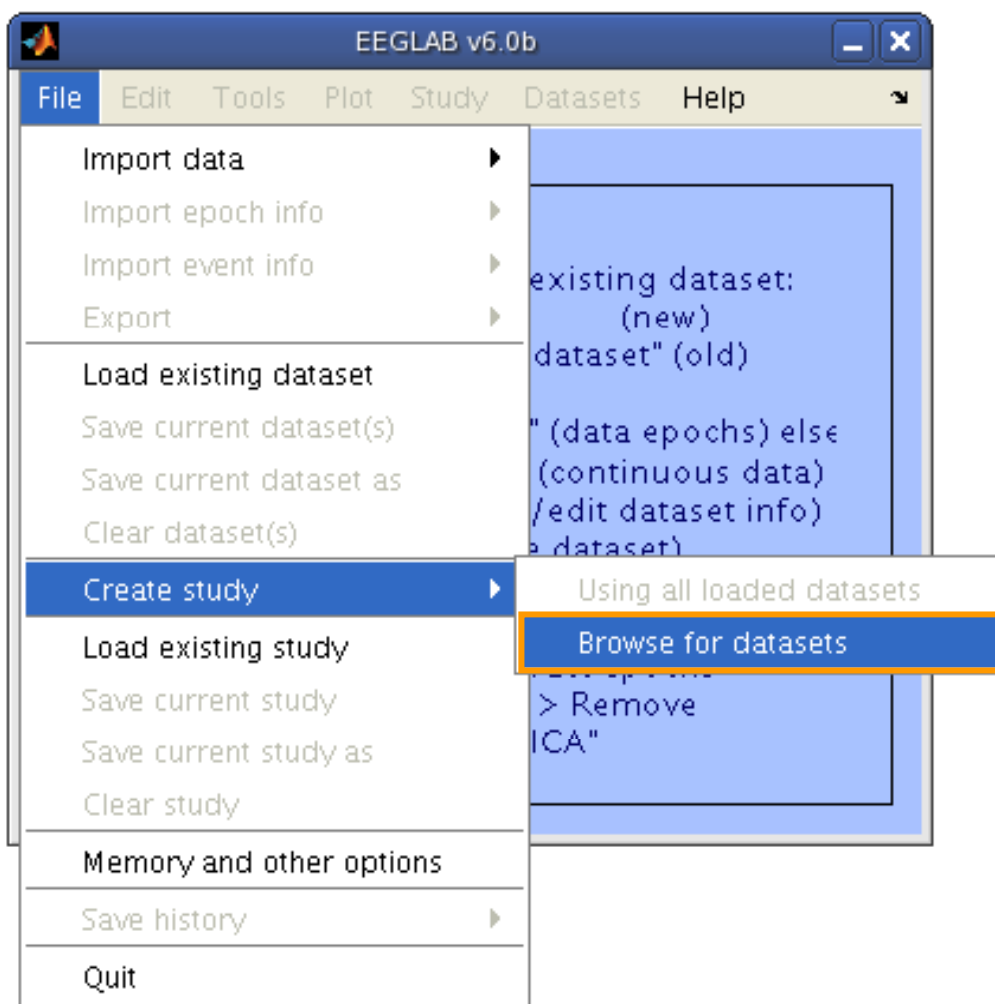 EEGLAB v6.0b
File Edit Tools Plot Study Datasets Help
Import data
Import epoch info
Import event info
Export
Load existing dataset
Save current dataset(s)
Save current dataset as
Clear dataset(s)
Create study
Using all loaded datasets
Browse for datasets
Load existing study
Save current study
Save current study as
Clear study
Memory and other options
Save history
Quit
existing dataset:
(new)
dataset" (old)
" (data epochs) else
(continuous data)
/edit dataset info)
e dataset)
> Remove
ICA"